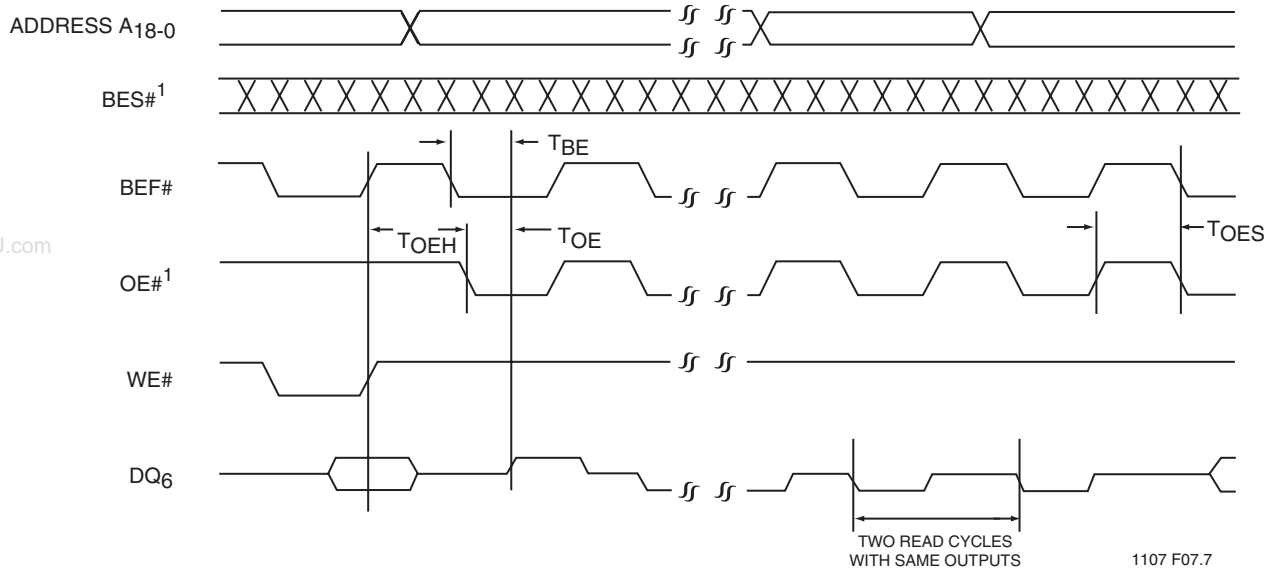 ADDRESS A18-0
BES#1
TBE
BEF#
TOEH
TOE
TOES
J.com
OE#1
WE#
DQ6
TWO READ CYCLES
WITH SAME OUTPUTS
1107 F07.7